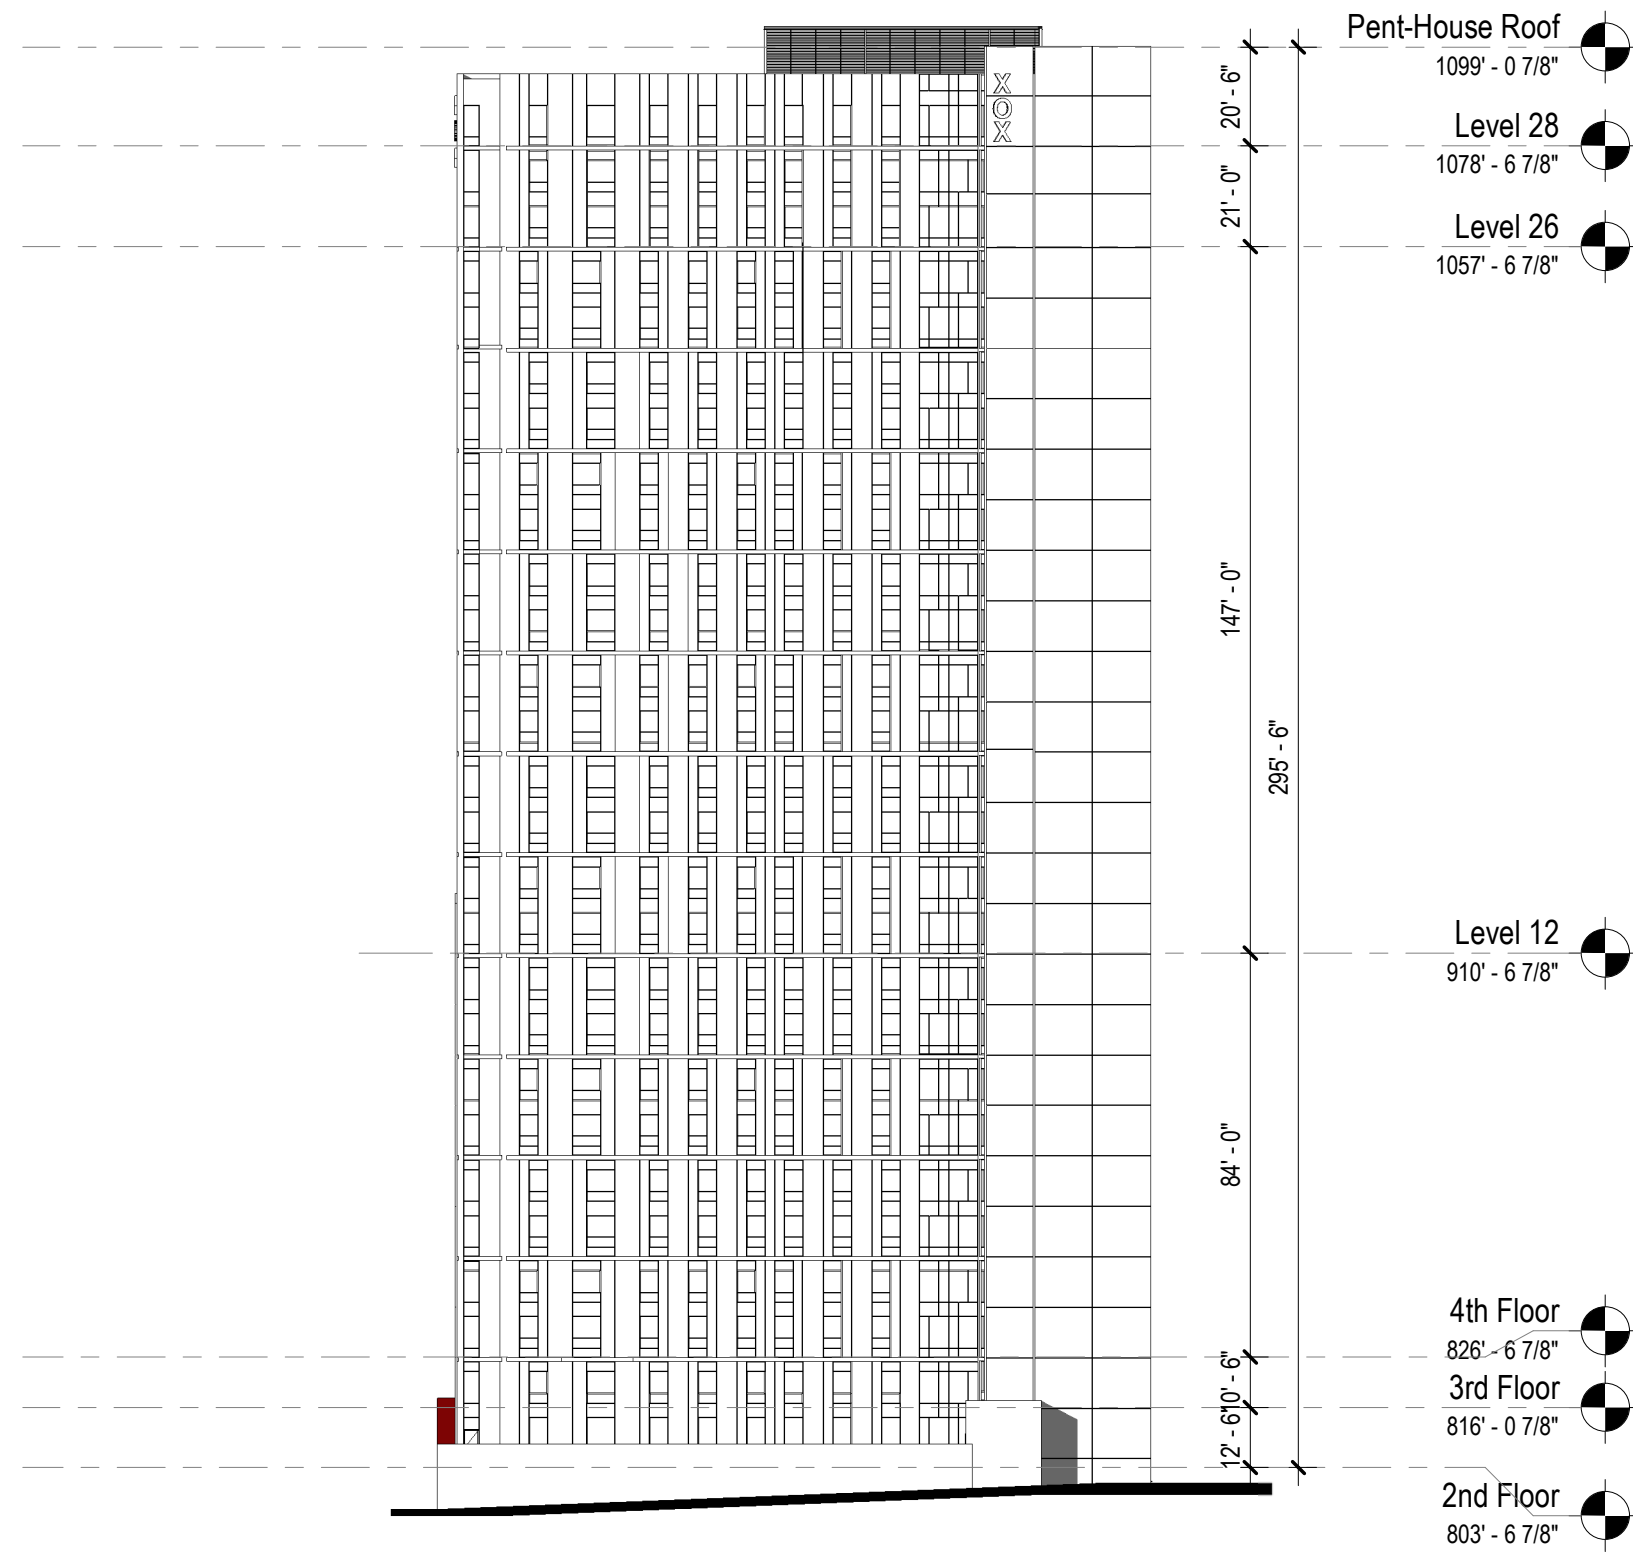 Pent-House Roof
1099' - 0 7/8"
20' - 6"
X
O
X
Level 28
1078' - 6 7/8"
21' - 0"
Level 26
1057' - 6 7/8"
147' - 0"
295' - 6"
Level 12
910' - 6 7/8"
84' - 0"
4th Floor
826' - 6 7/8"
10' - 6"
3rd Floor
816' - 0 7/8"
12' - 6"
2nd Floor
803' - 6 7/8"